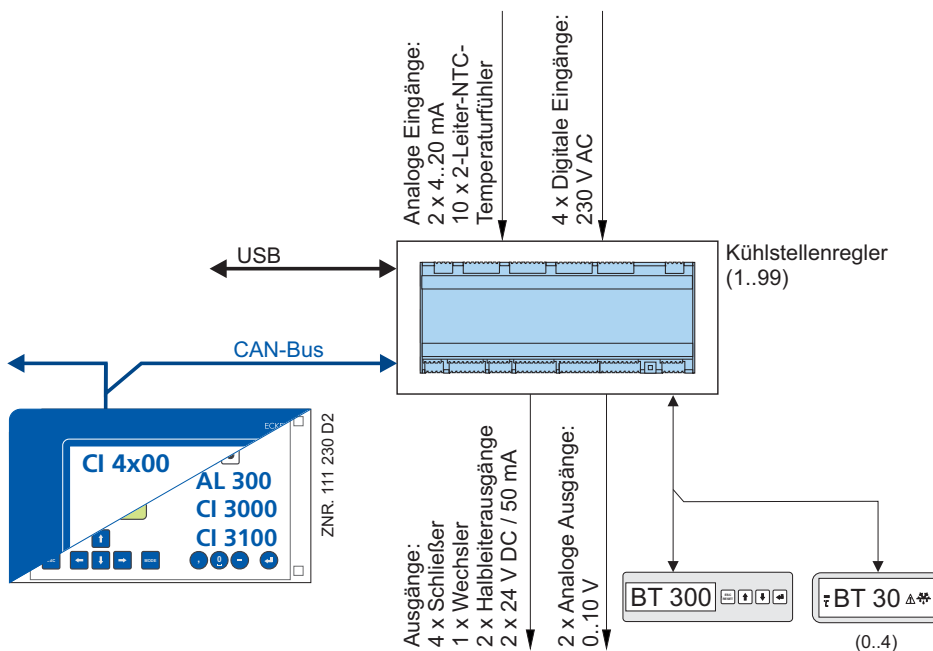 Analoge Eingänge:
2 x 4..20 mA
10 x 2-Leiter-NTC-
Temperaturfühler
4 x Digitale Eingänge:
230 V AC
USB
Kühlstellenregler
(1..99)
CAN-Bus
CI 4x00
AL 300
CI 3000
CI 3100
MODE
0
ZNR. 111 230 D2
Ausgänge:
4 x Schließer
1 x Wechsler
2 x Halbleiterausgänge
2 x 24 V DC / 50 mA
2 x Analoge Ausgänge:
0..10 V
BT 300
BT 30
(0..4)